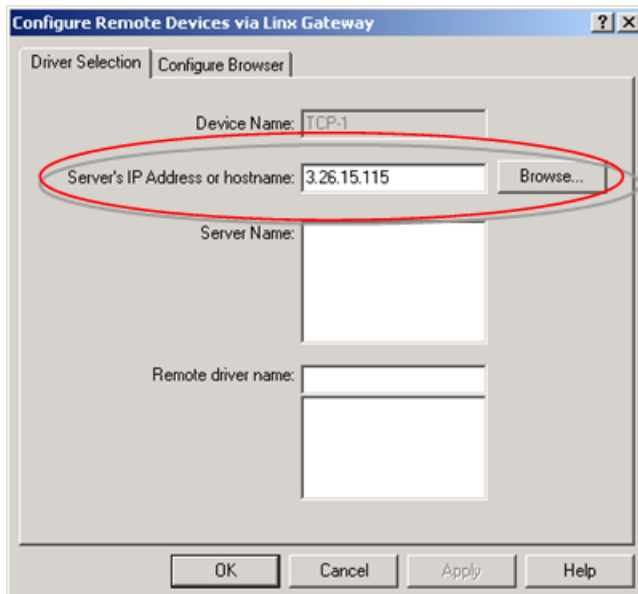 Configure Remote Devices via Linx Gateway
Driver Selection
Configure Browser
Device Name: TCP-1
Server's IP Address or hostname: 3.26.15.115 Browse...
Server Name:
Remote driver name:
OK Cancel Apply Help